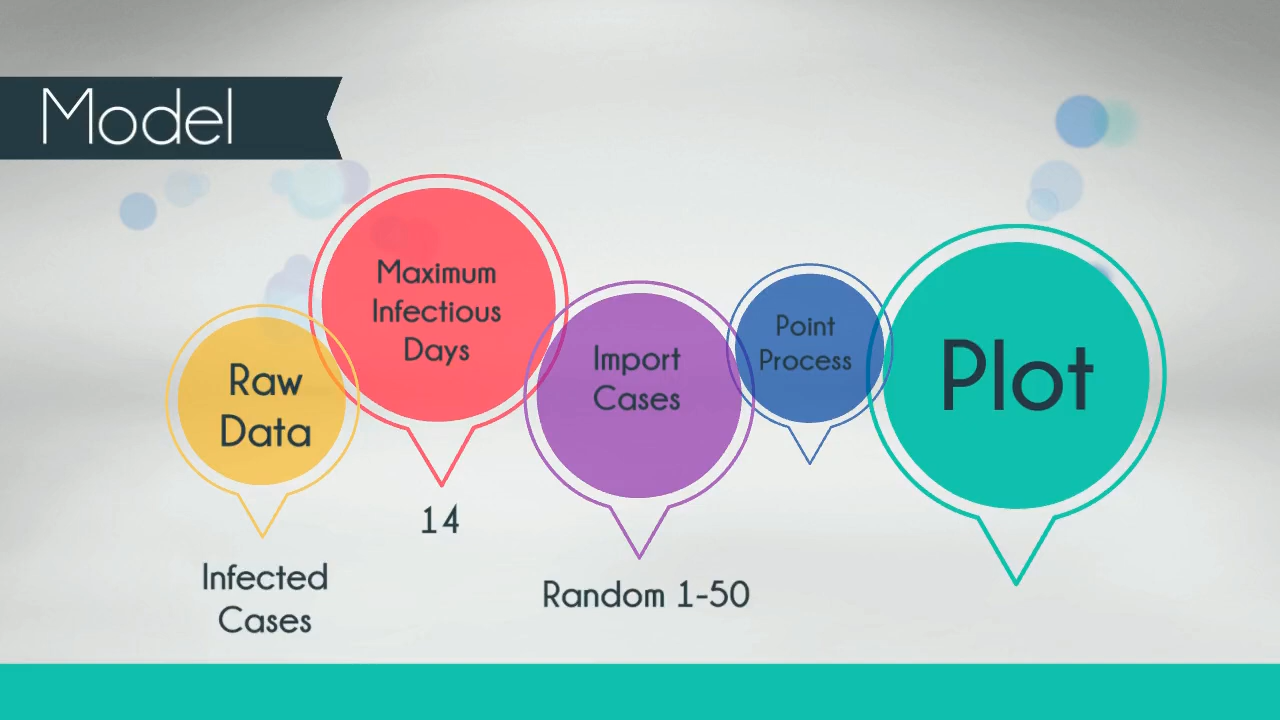 Model
Raw
Data
Infected
Cases
Maximum
Infectious
Days
14
Import
Cases
Random 1-50
Point
Process
Plot